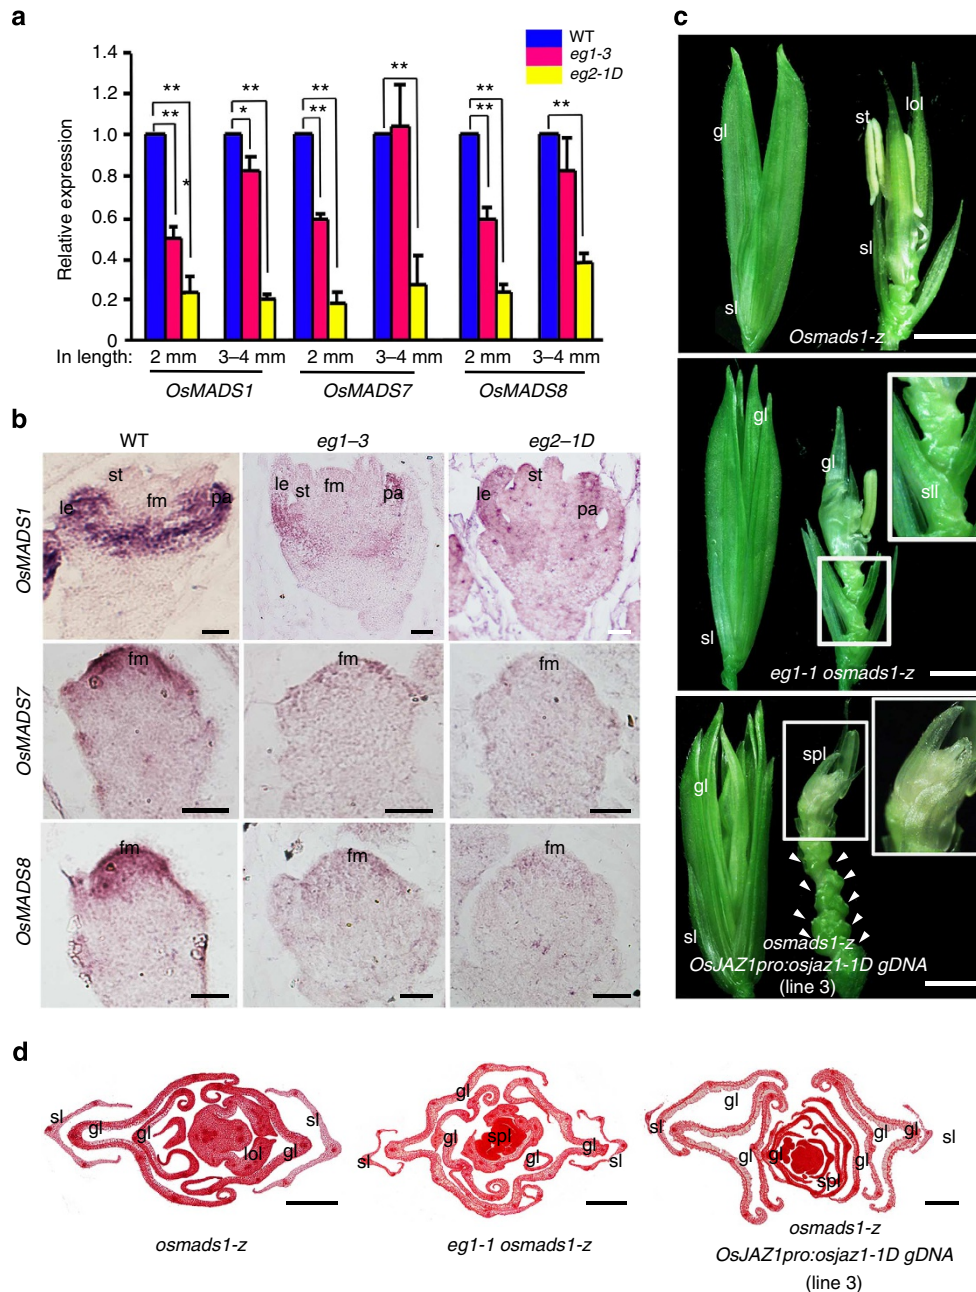 a
WT
eg1-3
eg2-1D
1.4
1.2
1.0
0.8
0.6
0.4
0.2
0
Relative expression
** ** * ** * ** ** ** ** ** **
In length: 2 mm 3–4 mm 2 mm 3–4 mm 2 mm 3–4 mm
OsMADS1 OsMADS7 OsMADS8
b
WT eg1–3 eg2–1D
OsMADS1
st le fm pa
le st fm pa
st le pa
OsMADS7
fm fm fm
OsMADS8
fm fm fm
c
gl st lol
sl sl
Osmads1-z
gl gl
sll
sl
eg1-1 osmads1-z
spl
gl
sl
osmads1-z
OsJAZ1pro:osjaz1-1D gDNA
(line 3)
d
sl gl gl lol gl sl
osmads1-z
gl gl spl gl gl sl sl
eg1-1 osmads1-z
gl sl gl gl gl gl gl spl sl
osmads1-z
OsJAZ1pro:osjaz1-1D gDNA
(line 3)